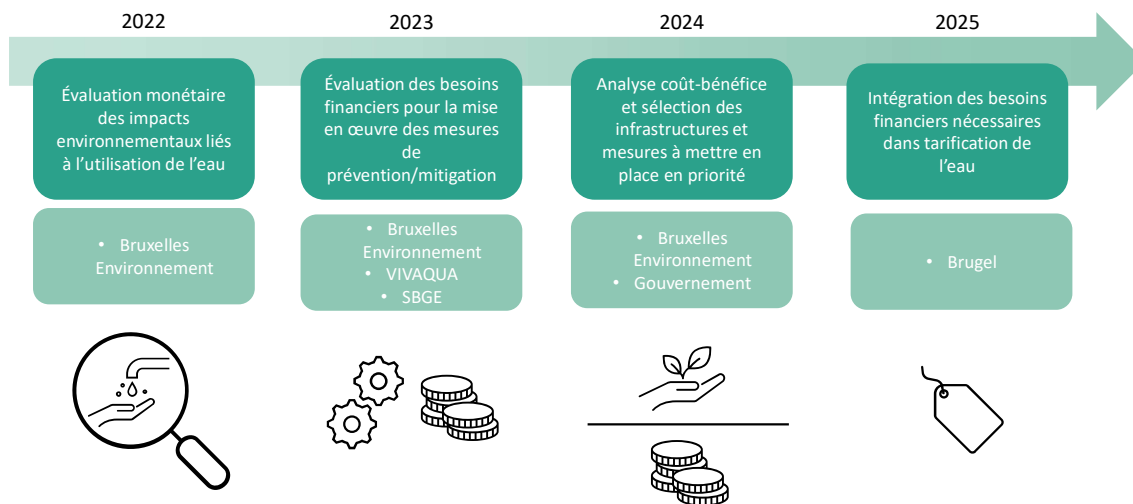 2022
2023
2024
2025
Évaluation monétaire
des impacts
environnementaux liés
à l'utilisation de l'eau
Évaluation des besoins
financiers pour la mise
en œuvre des mesures
de
prévention/mitigation
Analyse coût-bénéfice
et sélection des
infrastructures et
mesures à mettre en
place en priorité
Intégration des besoins
financiers nécessaires
dans tarification de
l'eau
• Bruxelles
Environnement
• Bruxelles
Environnement
• VIVAQUA
• SBGE
• Bruxelles
Environnement
• Gouvernement
• Brugel